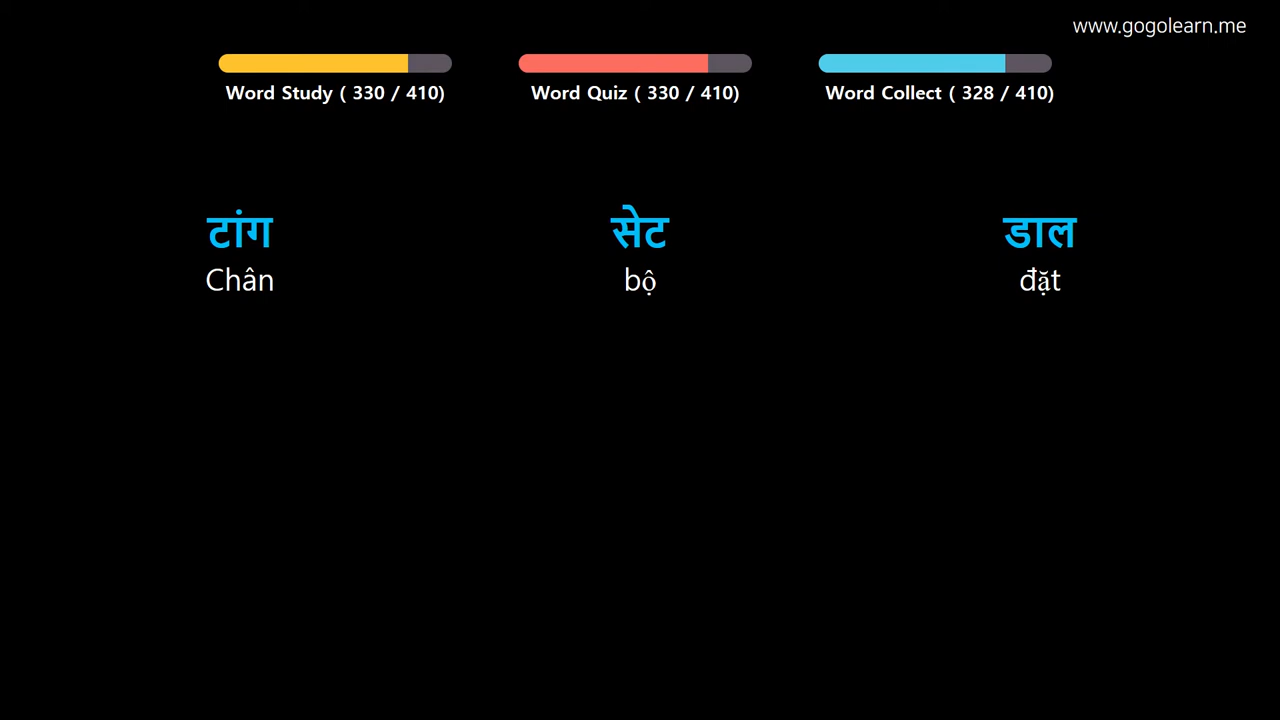 www.gogolearn.me
Word Study ( 330 / 410)
Word Quiz ( 330 / 410)
Word Collect ( 328 / 410)
टांग
Chân
सेट
bộ
डाल
đặt